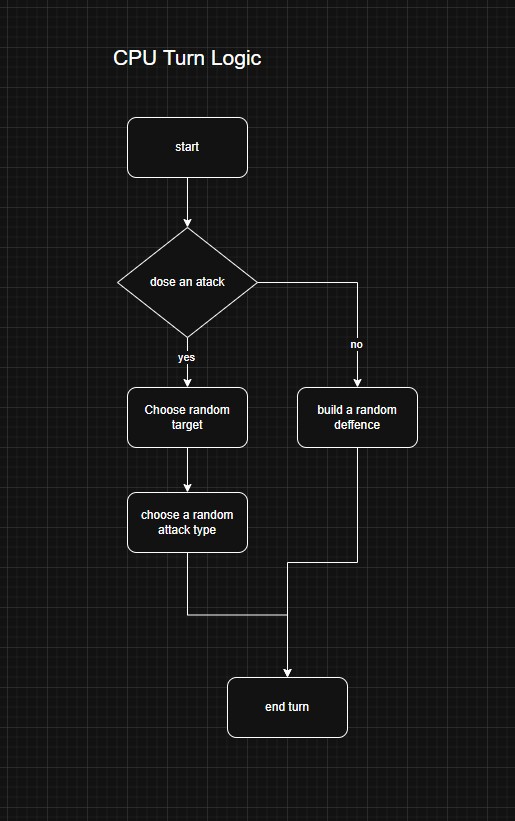 CPU Turn Logic
start
dose an atack
yes
no
Choose random
target
build a random
deffence
choose a random
attack type
end turn